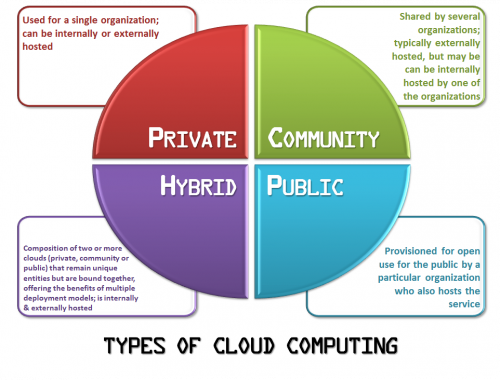 Used for a single organization;
can be internally or externally
hosted
Shared by several
organizations;
typically externally
hosted, but may be
can be internally
hosted by one of
the organizations
PRIVATE
COMMUNITY
HYBRID
PUBLIC
Composition of two or more
clouds (private, community or
public) that remain unique
entities but are bound together,
offering the benefits of multiple
deployment models; is internally
& externally hosted
Provisioned for open
use for the public by a
particular organization
who also hosts the
service
TYPES OF CLOUD COMPUTING